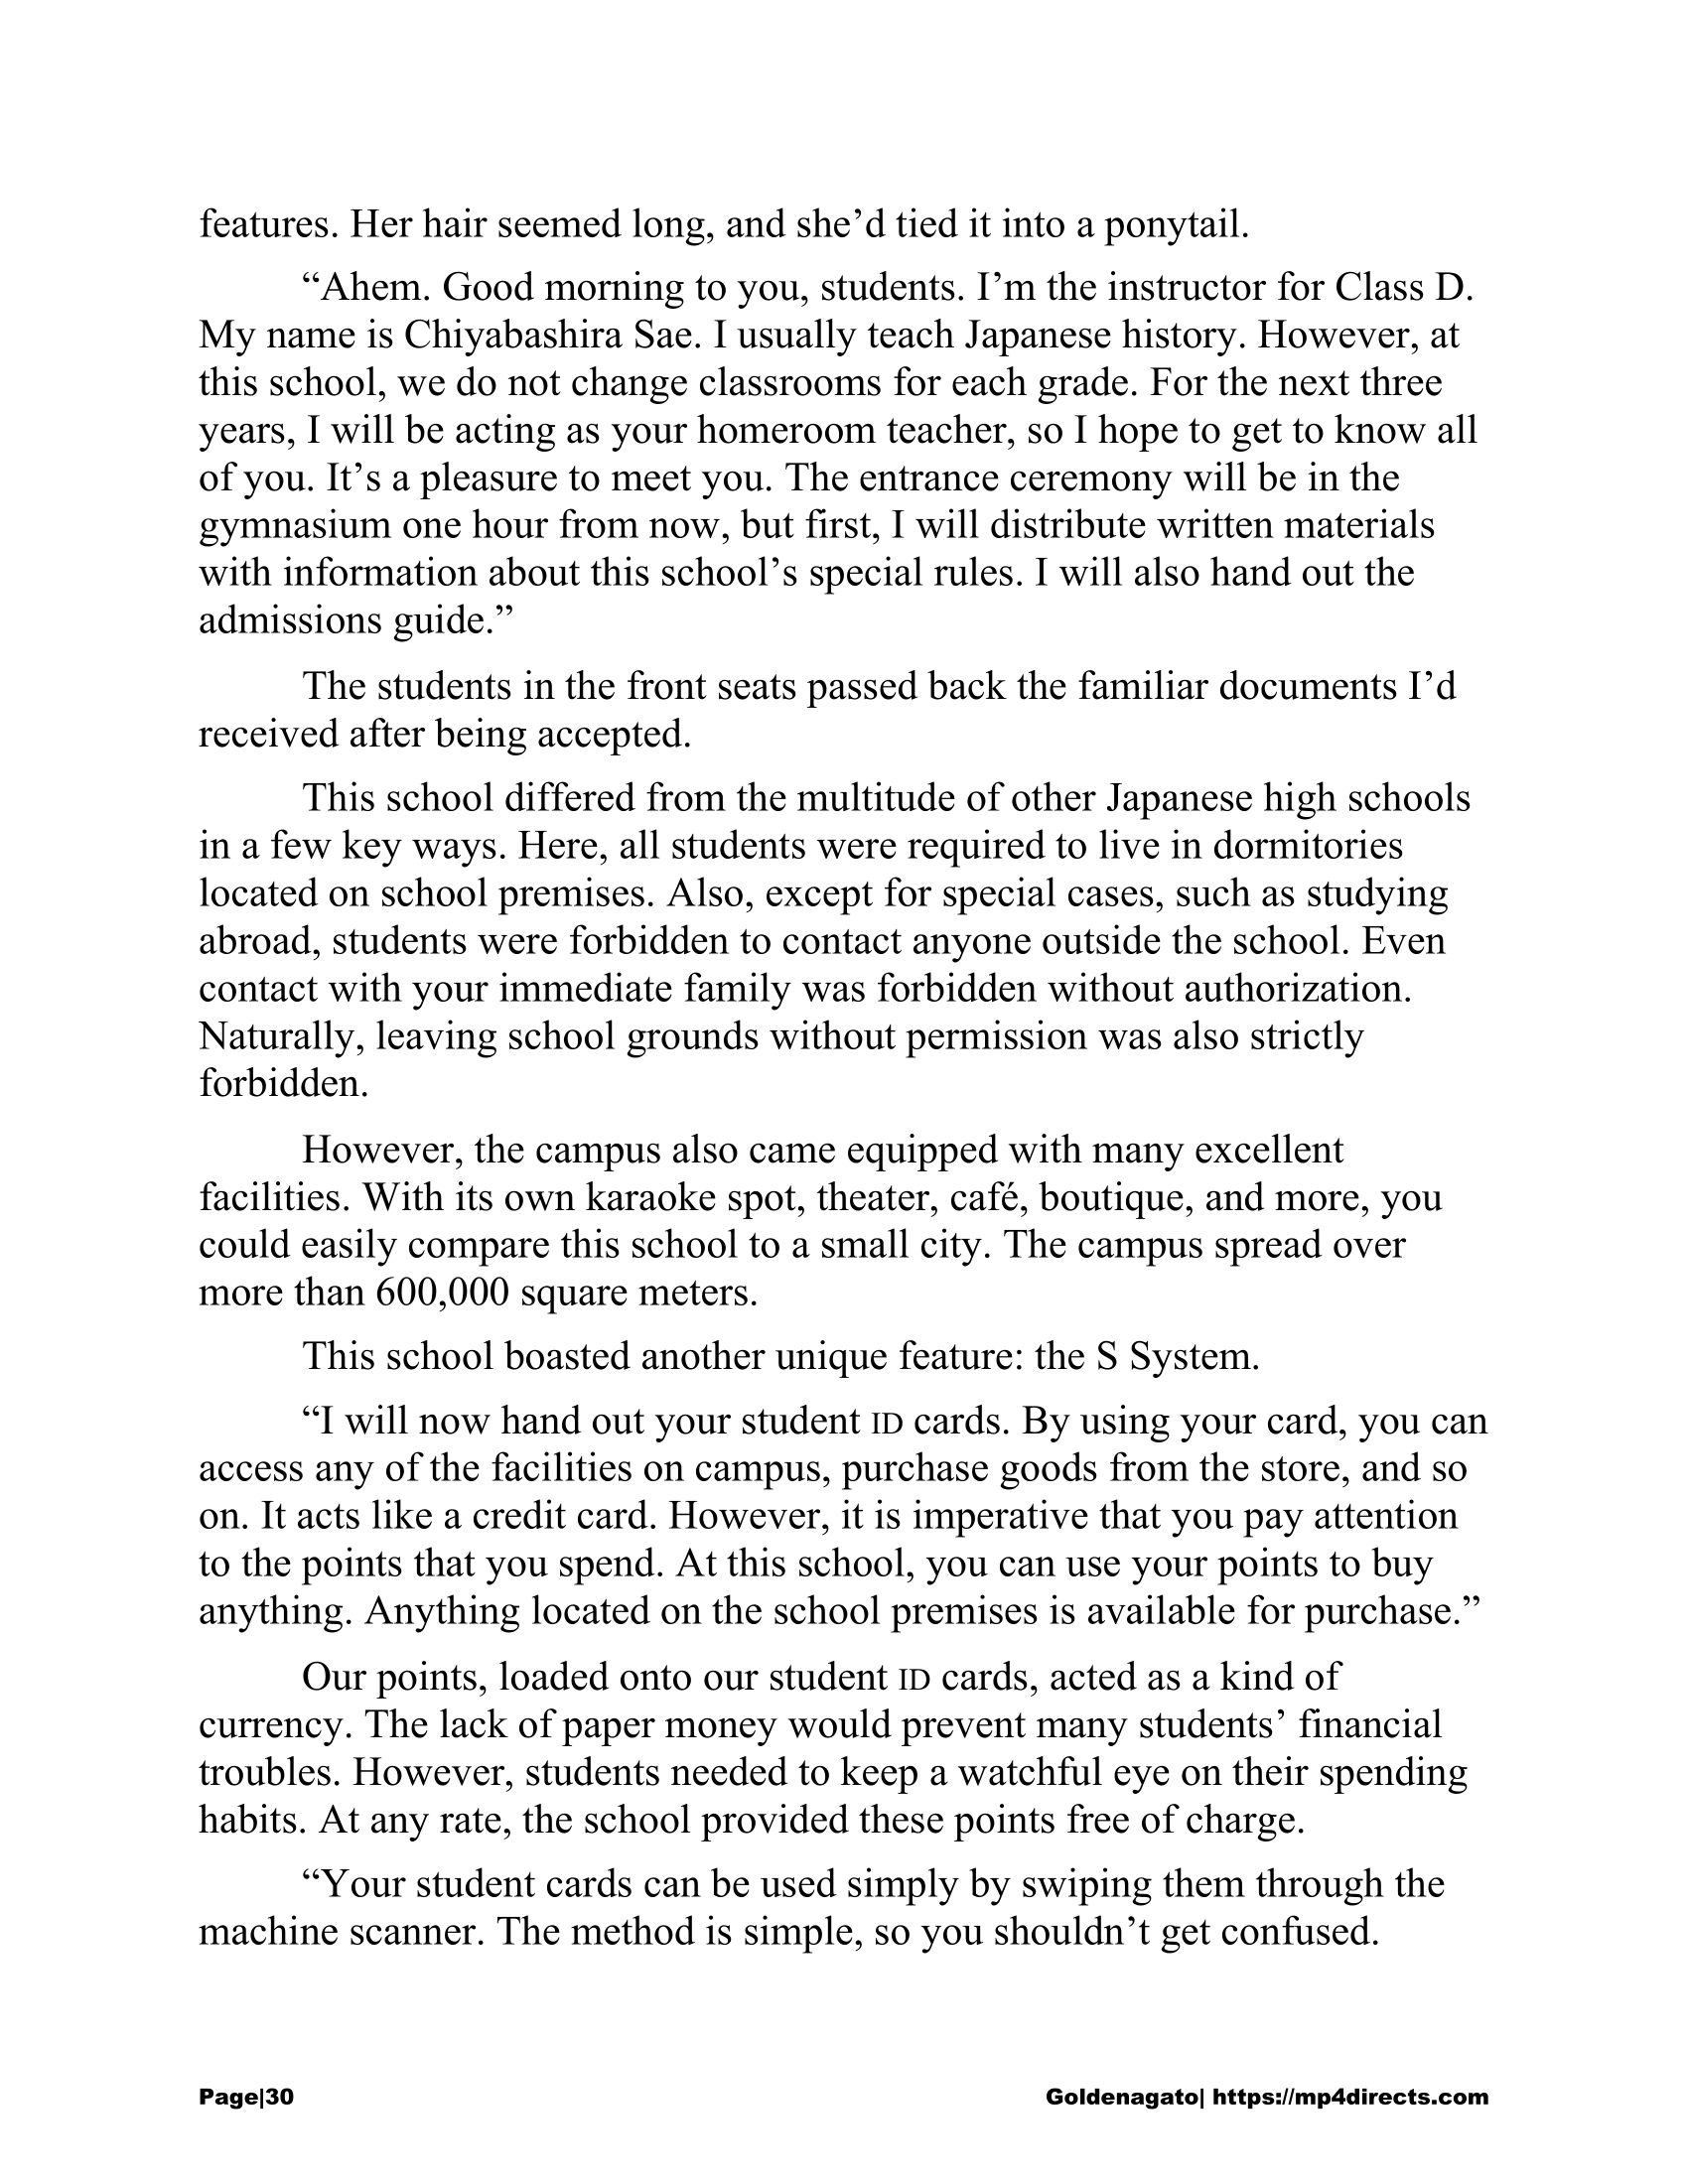 features. Her hair seemed long, and she’d tied it into a ponytail.
“Ahem. Good morning to you, students. I’m the instructor for Class D.
My name is Chiyabashira Sae. I usually teach Japanese history. However, at
this school, we do not change classrooms for each grade. For the next three
years, I will be acting as your homeroom teacher, so I hope to get to know all
of you. It’s a pleasure to meet you. The entrance ceremony will be in the
gymnasium one hour from now, but first, I will distribute written materials
with information about this school’s special rules. I will also hand out the
admissions guide.”
The students in the front seats passed back the familiar documents I’d
received after being accepted.
This school differed from the multitude of other Japanese high schools
in a few key ways. Here, all students were required to live in dormitories
located on school premises. Also, except for special cases, such as studying
abroad, students were forbidden to contact anyone outside the school. Even
contact with your immediate family was forbidden without authorization.
Naturally, leaving school grounds without permission was also strictly
forbidden.
However, the campus also came equipped with many excellent
facilities. With its own karaoke spot, theater, café, boutique, and more, you
could easily compare this school to a small city. The campus spread over
more than 600,000 square meters.
This school boasted another unique feature: the S System.
“I will now hand out your student ID cards. By using your card, you can
access any of the facilities on campus, purchase goods from the store, and so
on. It acts like a credit card. However, it is imperative that you pay attention
to the points that you spend. At this school, you can use your points to buy
anything. Anything located on the school premises is available for purchase.”
Our points, loaded onto our student ID cards, acted as a kind of
currency. The lack of paper money would prevent many students’ financial
troubles. However, students needed to keep a watchful eye on their spending
habits. At any rate, the school provided these points free of charge.
“Your student cards can be used simply by swiping them through the
machine scanner. The method is simple, so you shouldn’t get confused.
Page|30 Goldenagato| https://mp4directs.com